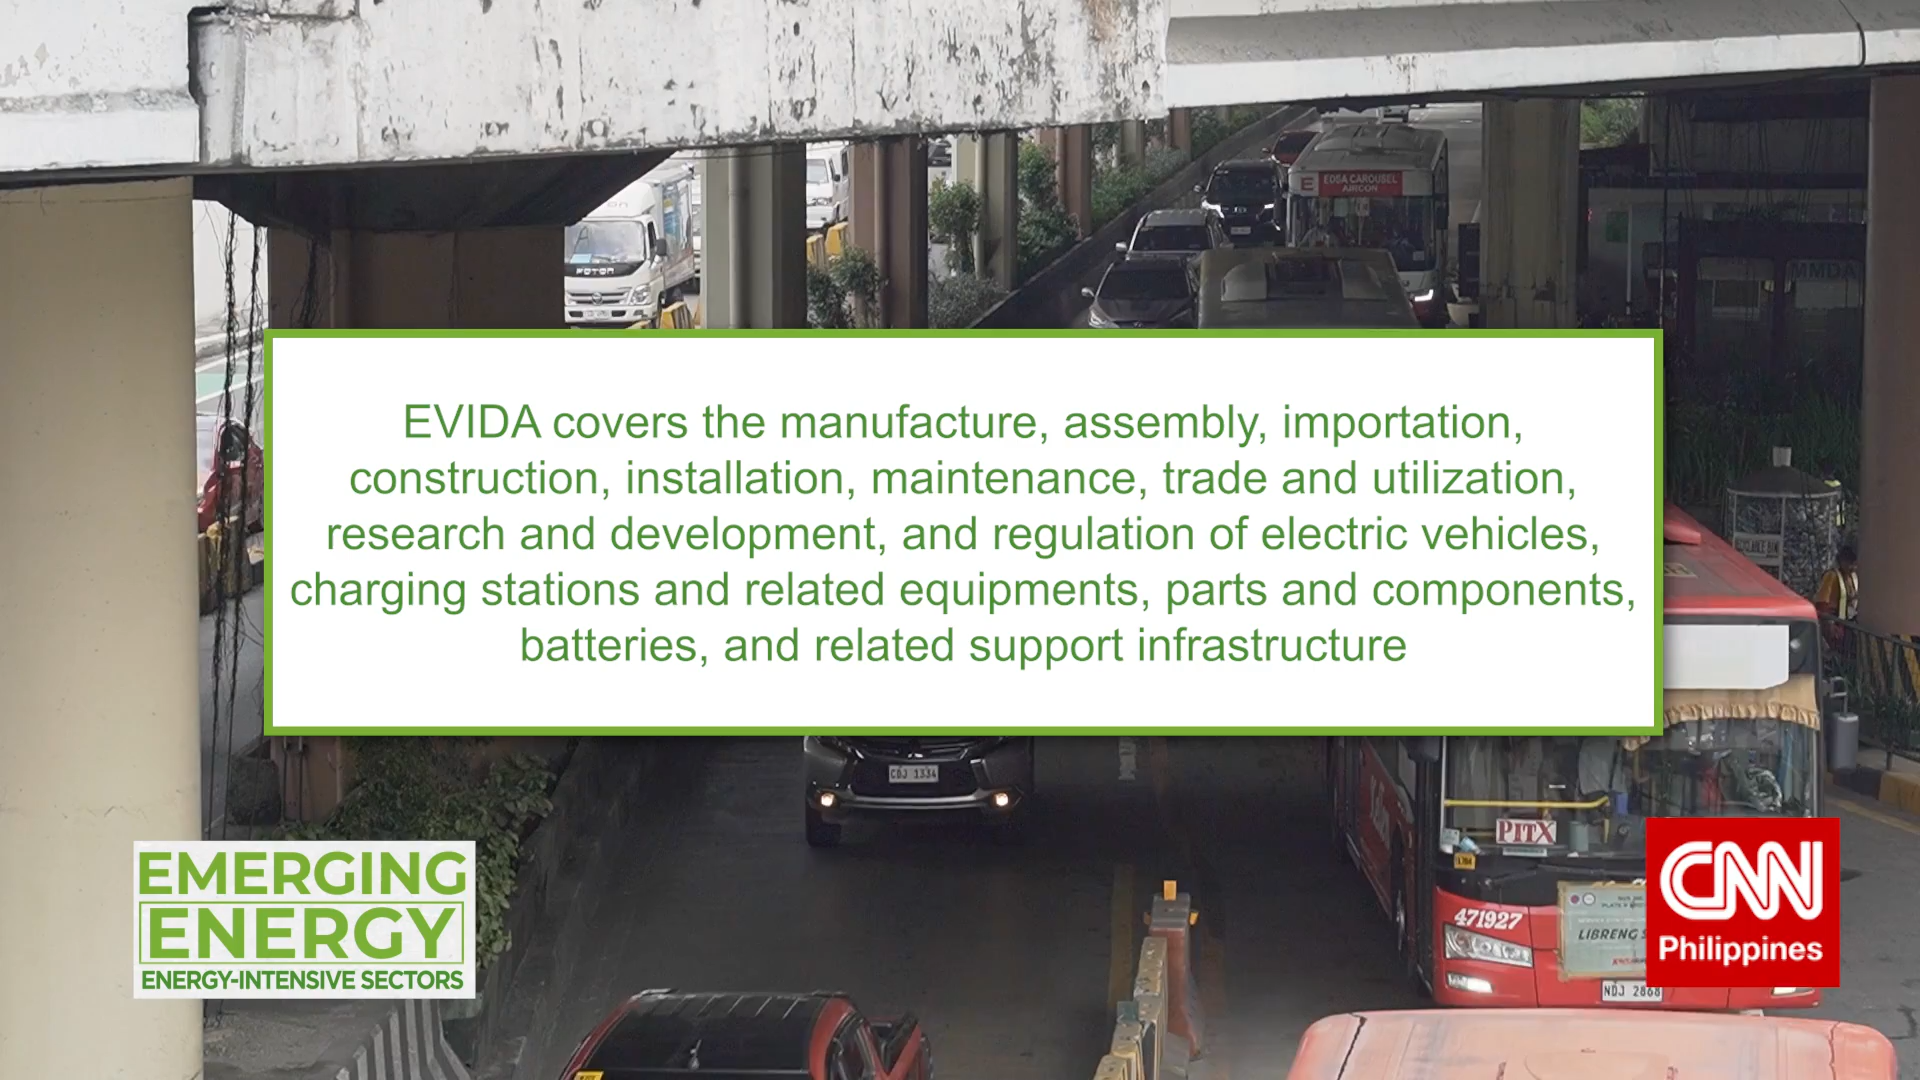 FOTON
E EDSA CAROUSEL
AIRCON
MMDA
EVIDA covers the manufacture, assembly, importation,
construction, installation, maintenance, trade and utilization,
research and development, and regulation of electric vehicles,
charging stations and related equipments, parts and components,
batteries, and related support infrastructure
CDJ 1334
PITX
471927
LIBRENG
NDJ 2868
EMERGING
ENERGY
ENERGY-INTENSIVE SECTORS
CNN
Philippines